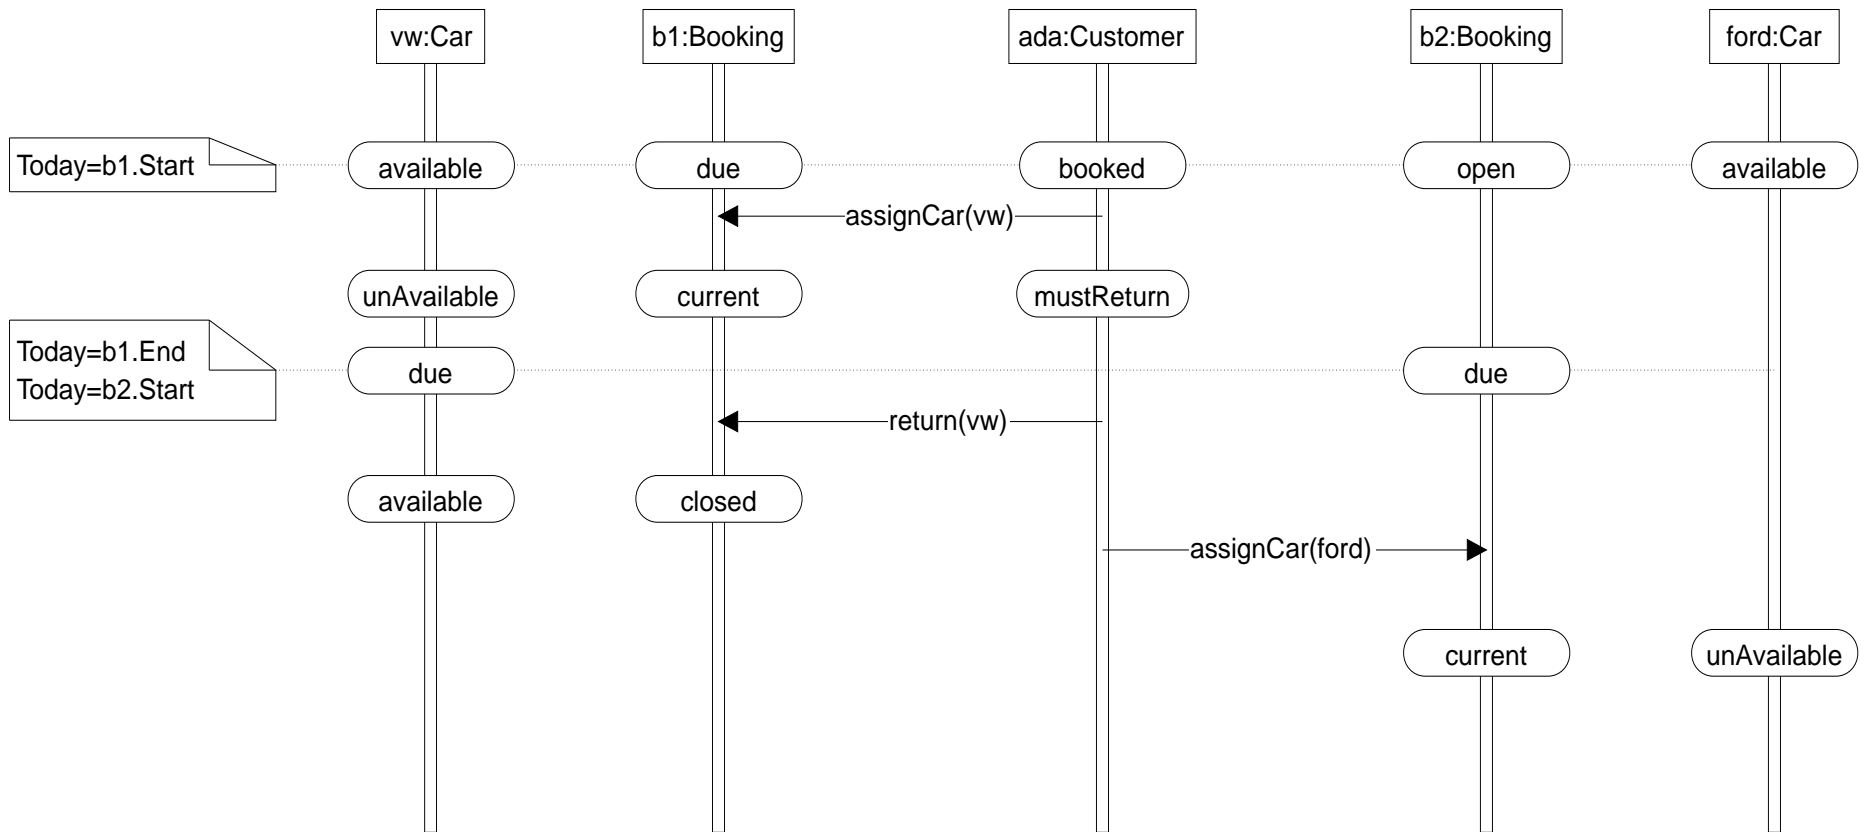 vw:Car
b1:Booking
ada:Customer
b2:Booking
ford:Car
Today=b1.Start
available
due
booked
open
available
assignCar(vw)
unAvailable
current
mustReturn
Today=b1.End
Today=b2.Start
due
due
return(vw)
available
closed
assignCar(ford)
current
unAvailable